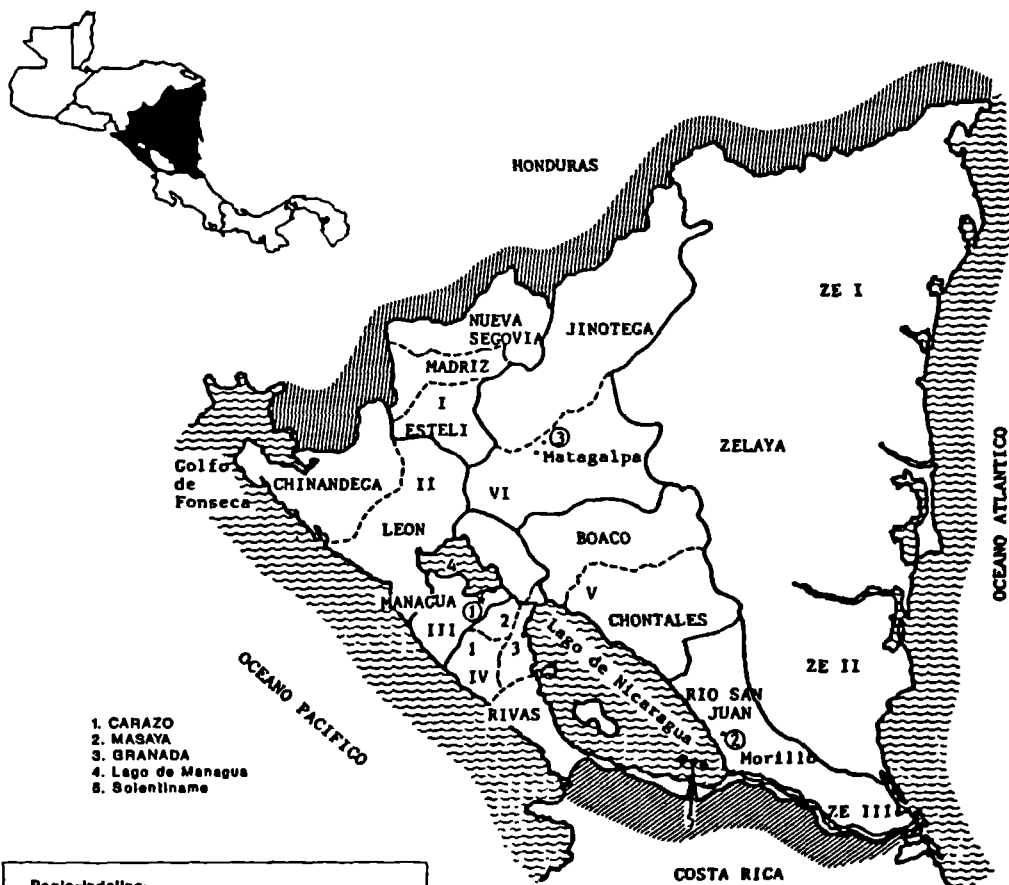 HONDURAS
ZE I
NUEVA
SEGOVIA
JINOTEGA
MADRIZ
I
ESTELI
3
Matagalpa
ZELAYA
OCEANO ATLANTICO
Golfo
de
Fonseca
CHINANDEGA
II
VI
LEON
BOACO
4
V
MANAGUA
1
2
CHONTALES
III
1
3
Lago de Nicaragua
ZE II
IV
OCEANO PACIFICO
RIVAS
RIO SAN
JUAN
2
Morillo
1. CARAZO
2. MASAYA
3. GRANADA
4. Lago de Managua
5. Solentiname
5
ZE III
COSTA RICA